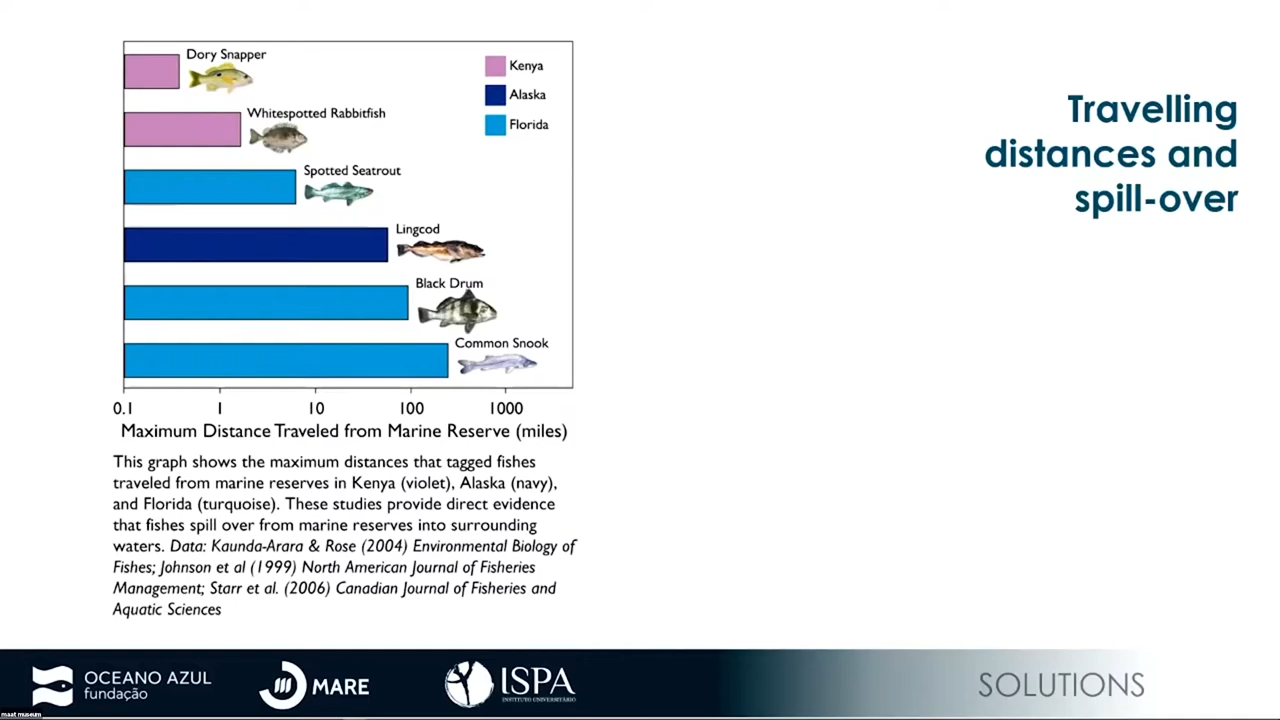 Dory Snapper
Kenya
Alaska
Florida
Whitespotted Rabbitfish
Spotted Seatrout
Lingcod
Black Drum
Common Snook
0.1 1 10 100 1000
Maximum Distance Traveled from Marine Reserve (miles)
This graph shows the maximum distances that tagged fishes
traveled from marine reserves in Kenya (violet), Alaska (navy),
and Florida (turquoise). These studies provide direct evidence
that fishes spill over from marine reserves into surrounding
waters. Data: Kaunda-Arara & Rose (2004) Environmental Biology of
Fishes; Johnson et al (1999) North American Journal of Fisheries
Management; Starr et al. (2006) Canadian Journal of Fisheries and
Aquatic Sciences
Travelling
distances and
spill-over
OCEANO AZUL
fundação
MARE
ISPA
INSTITUTO UNIVERSITÁRIO
SOLUTIONS
maat museum